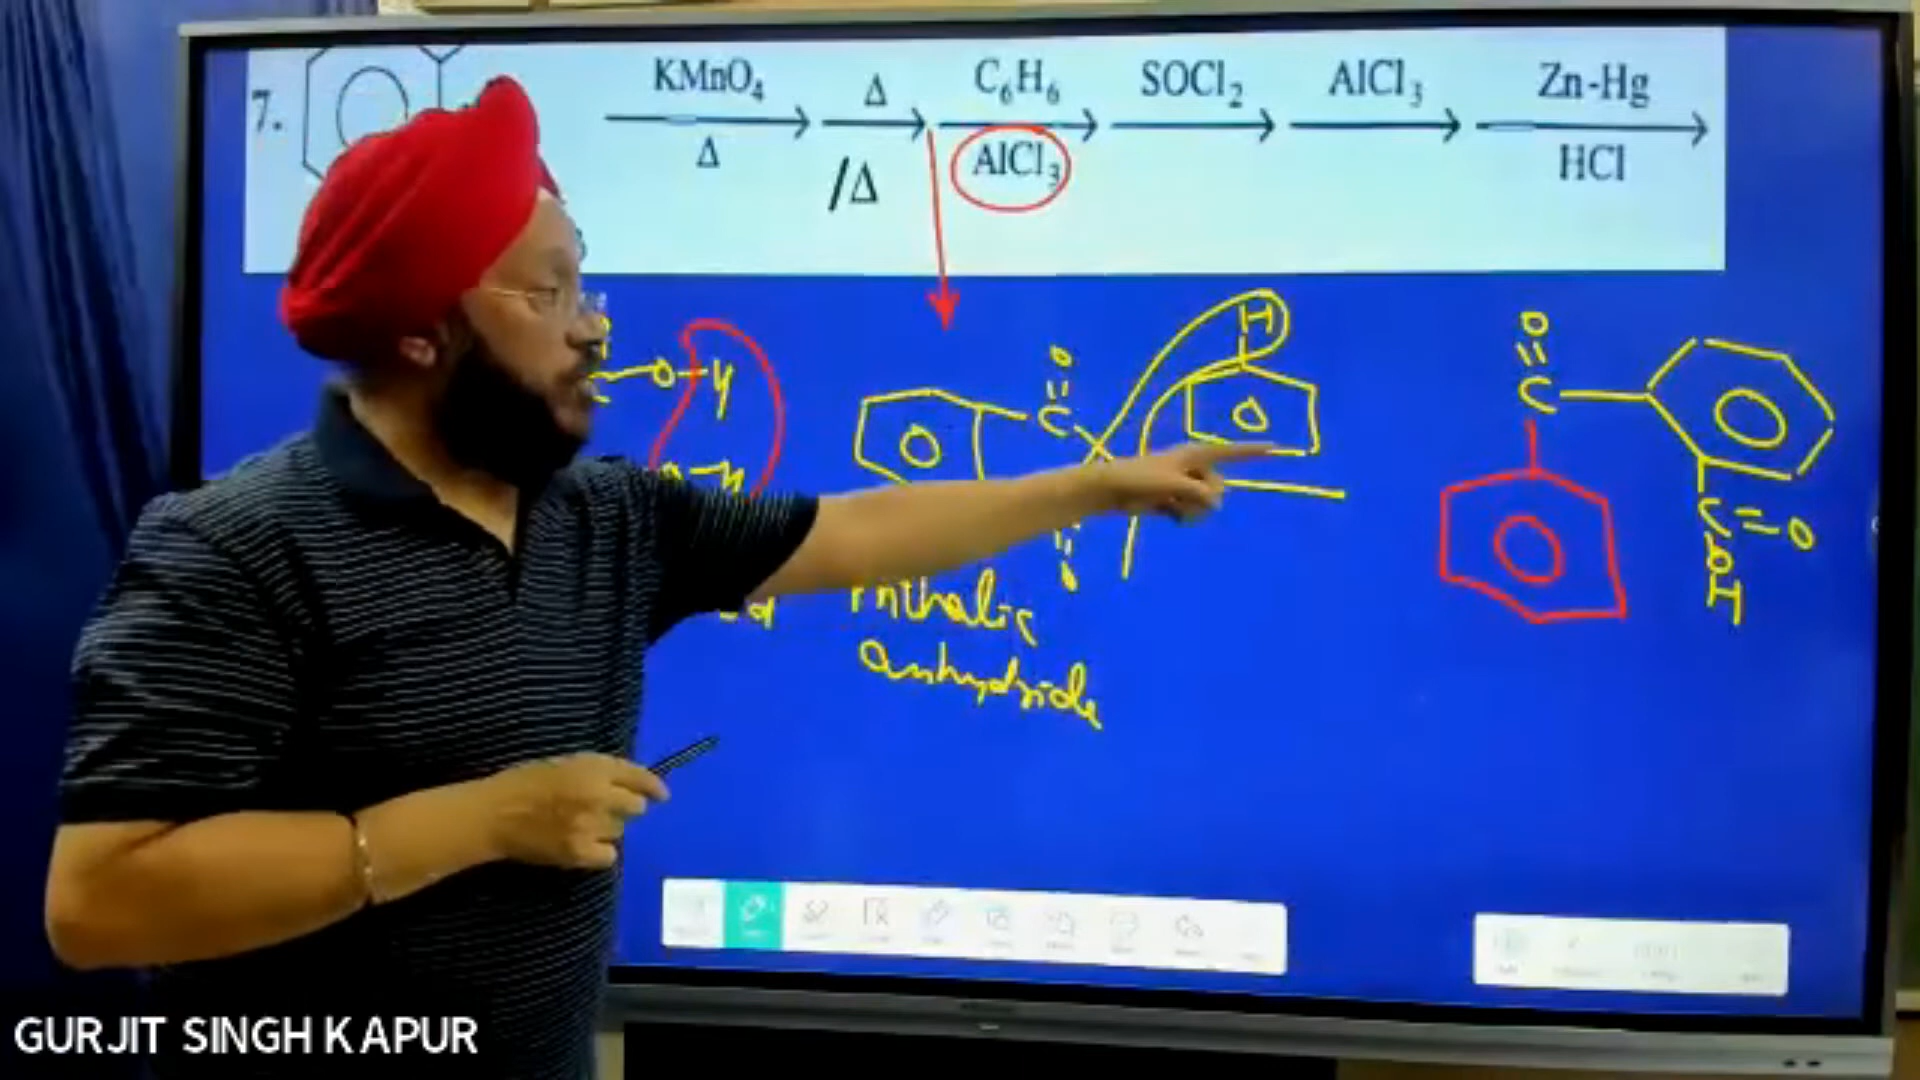 7.
KMnO₄
Δ
Δ
/Δ
C₆H₆
AlCl₃
SOCl₂
AlCl₃
Zn-Hg
HCl
O
C
O
H
O
C
O
H
Phthalic
anhydride
GURJIT SINGH KAPUR